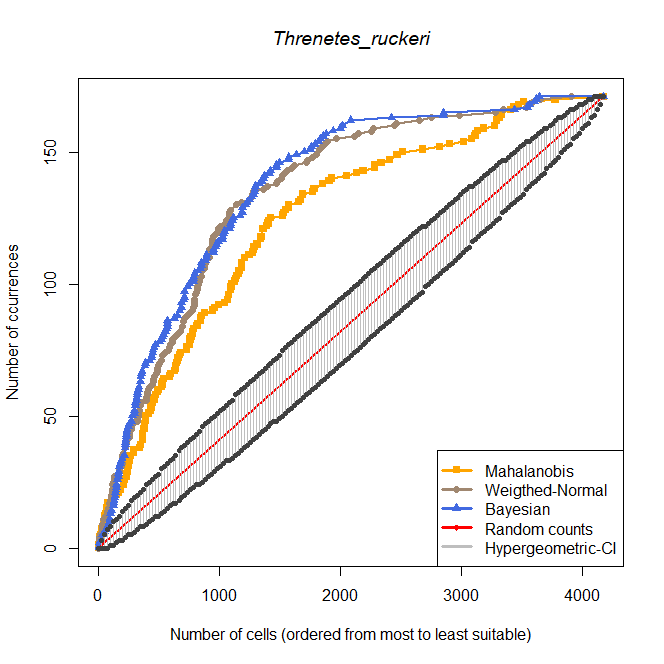 Threnetes_ruckeri
Number of ccurrences
150
100
50
0
0
1000
2000
3000
4000
Number of cells (ordered from most to least suitable)
Mahalanobis
Weigthed-Normal
Bayesian
Random counts
Hypergeometric-CI